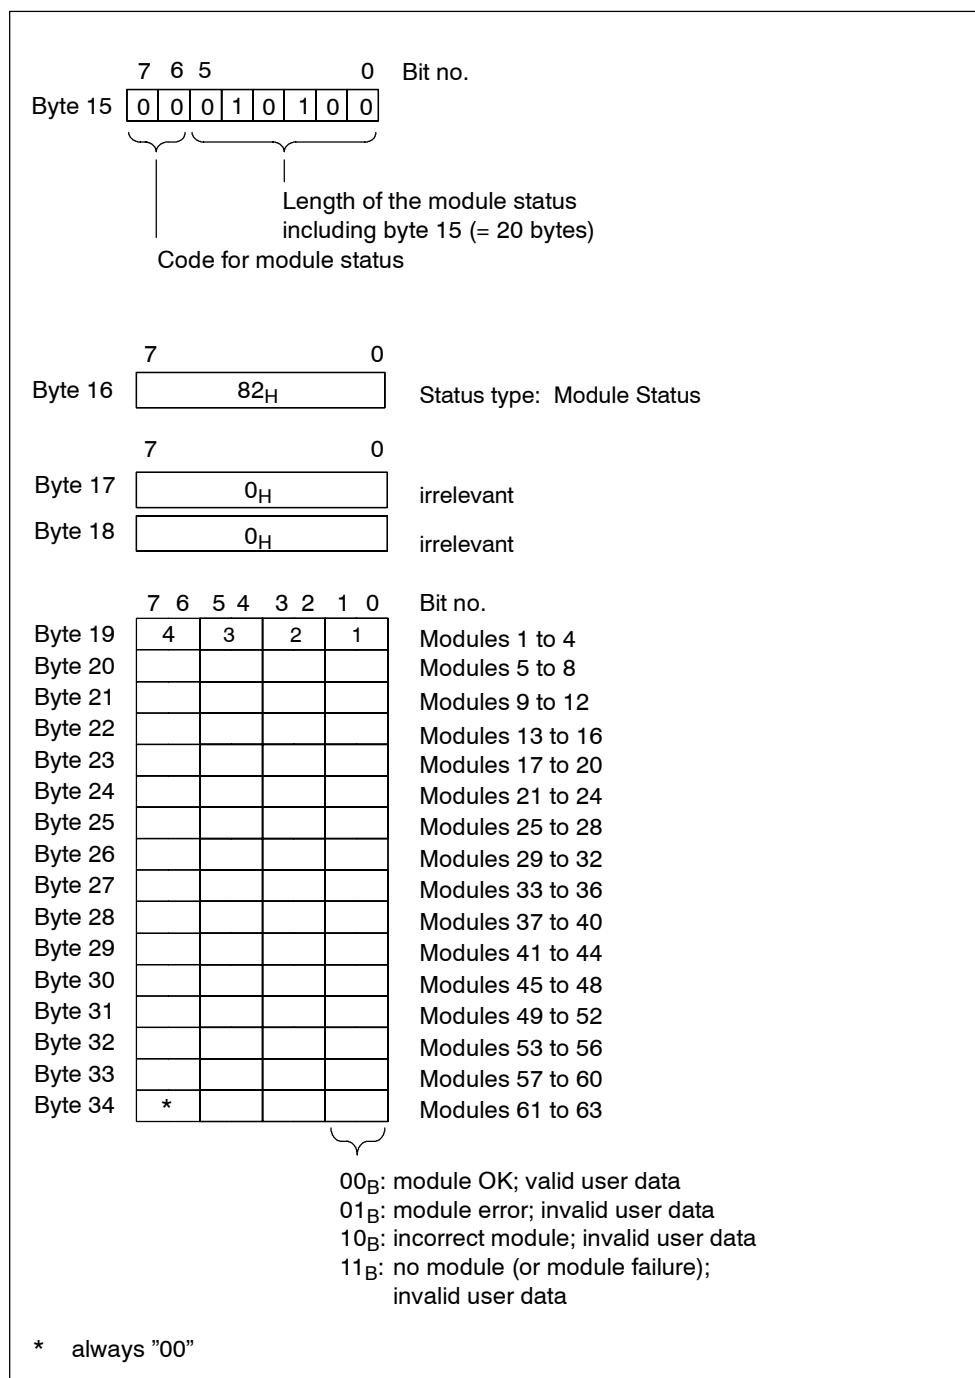 7 6 5 0 Bit no.
Byte 15 0 0 0 1 0 1 0 0
Length of the module status
including byte 15 (= 20 bytes)
Code for module status
7 0
Byte 16 82H Status type: Module Status
7 0
Byte 17 0H irrelevant
Byte 18 0H irrelevant
7 6 5 4 3 2 1 0 Bit no.
Byte 19 4 3 2 1 Modules 1 to 4
Byte 20 Modules 5 to 8
Byte 21 Modules 9 to 12
Byte 22 Modules 13 to 16
Byte 23 Modules 17 to 20
Byte 24 Modules 21 to 24
Byte 25 Modules 25 to 28
Byte 26 Modules 29 to 32
Byte 27 Modules 33 to 36
Byte 28 Modules 37 to 40
Byte 29 Modules 41 to 44
Byte 30 Modules 45 to 48
Byte 31 Modules 49 to 52
Byte 32 Modules 53 to 56
Byte 33 Modules 57 to 60
Byte 34 * Modules 61 to 63
00B: module OK; valid user data
01B: module error; invalid user data
10B: incorrect module; invalid user data
11B: no module (or module failure);
invalid user data
* always ”00”